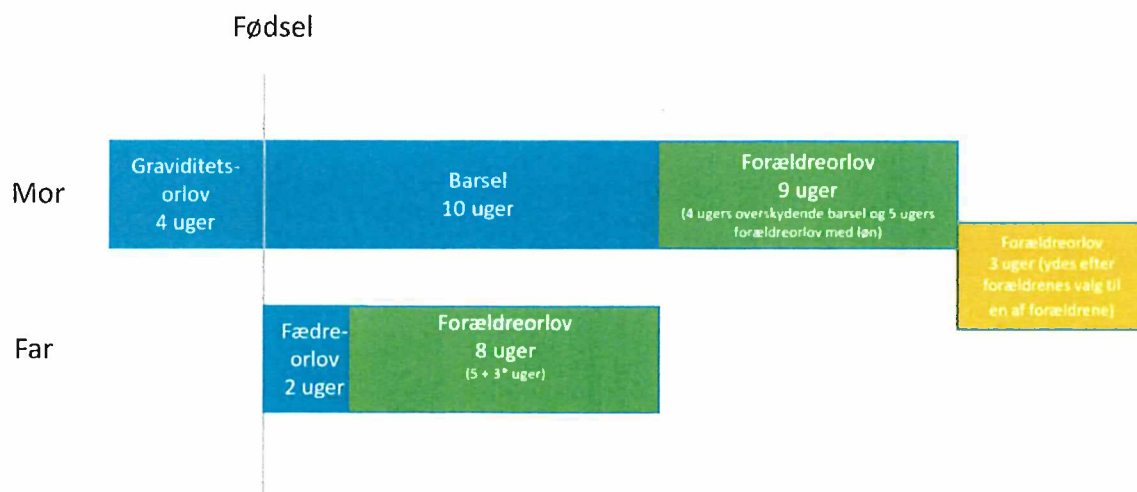 Fødsel
Mor
Graviditets-
orlov
4 uger
Barsel
10 uger
Forældreorlov
9 uger
(4 ugers overskydende barsel og 5 ugers
forældreorlov med løn)
Forældreorlov
3 uger (ydes efter
forældrenes valg til
en af forældrene)
Far
Fædre-
orlov
2 uger
Forældreorlov
8 uger
(5 + 3* uger)